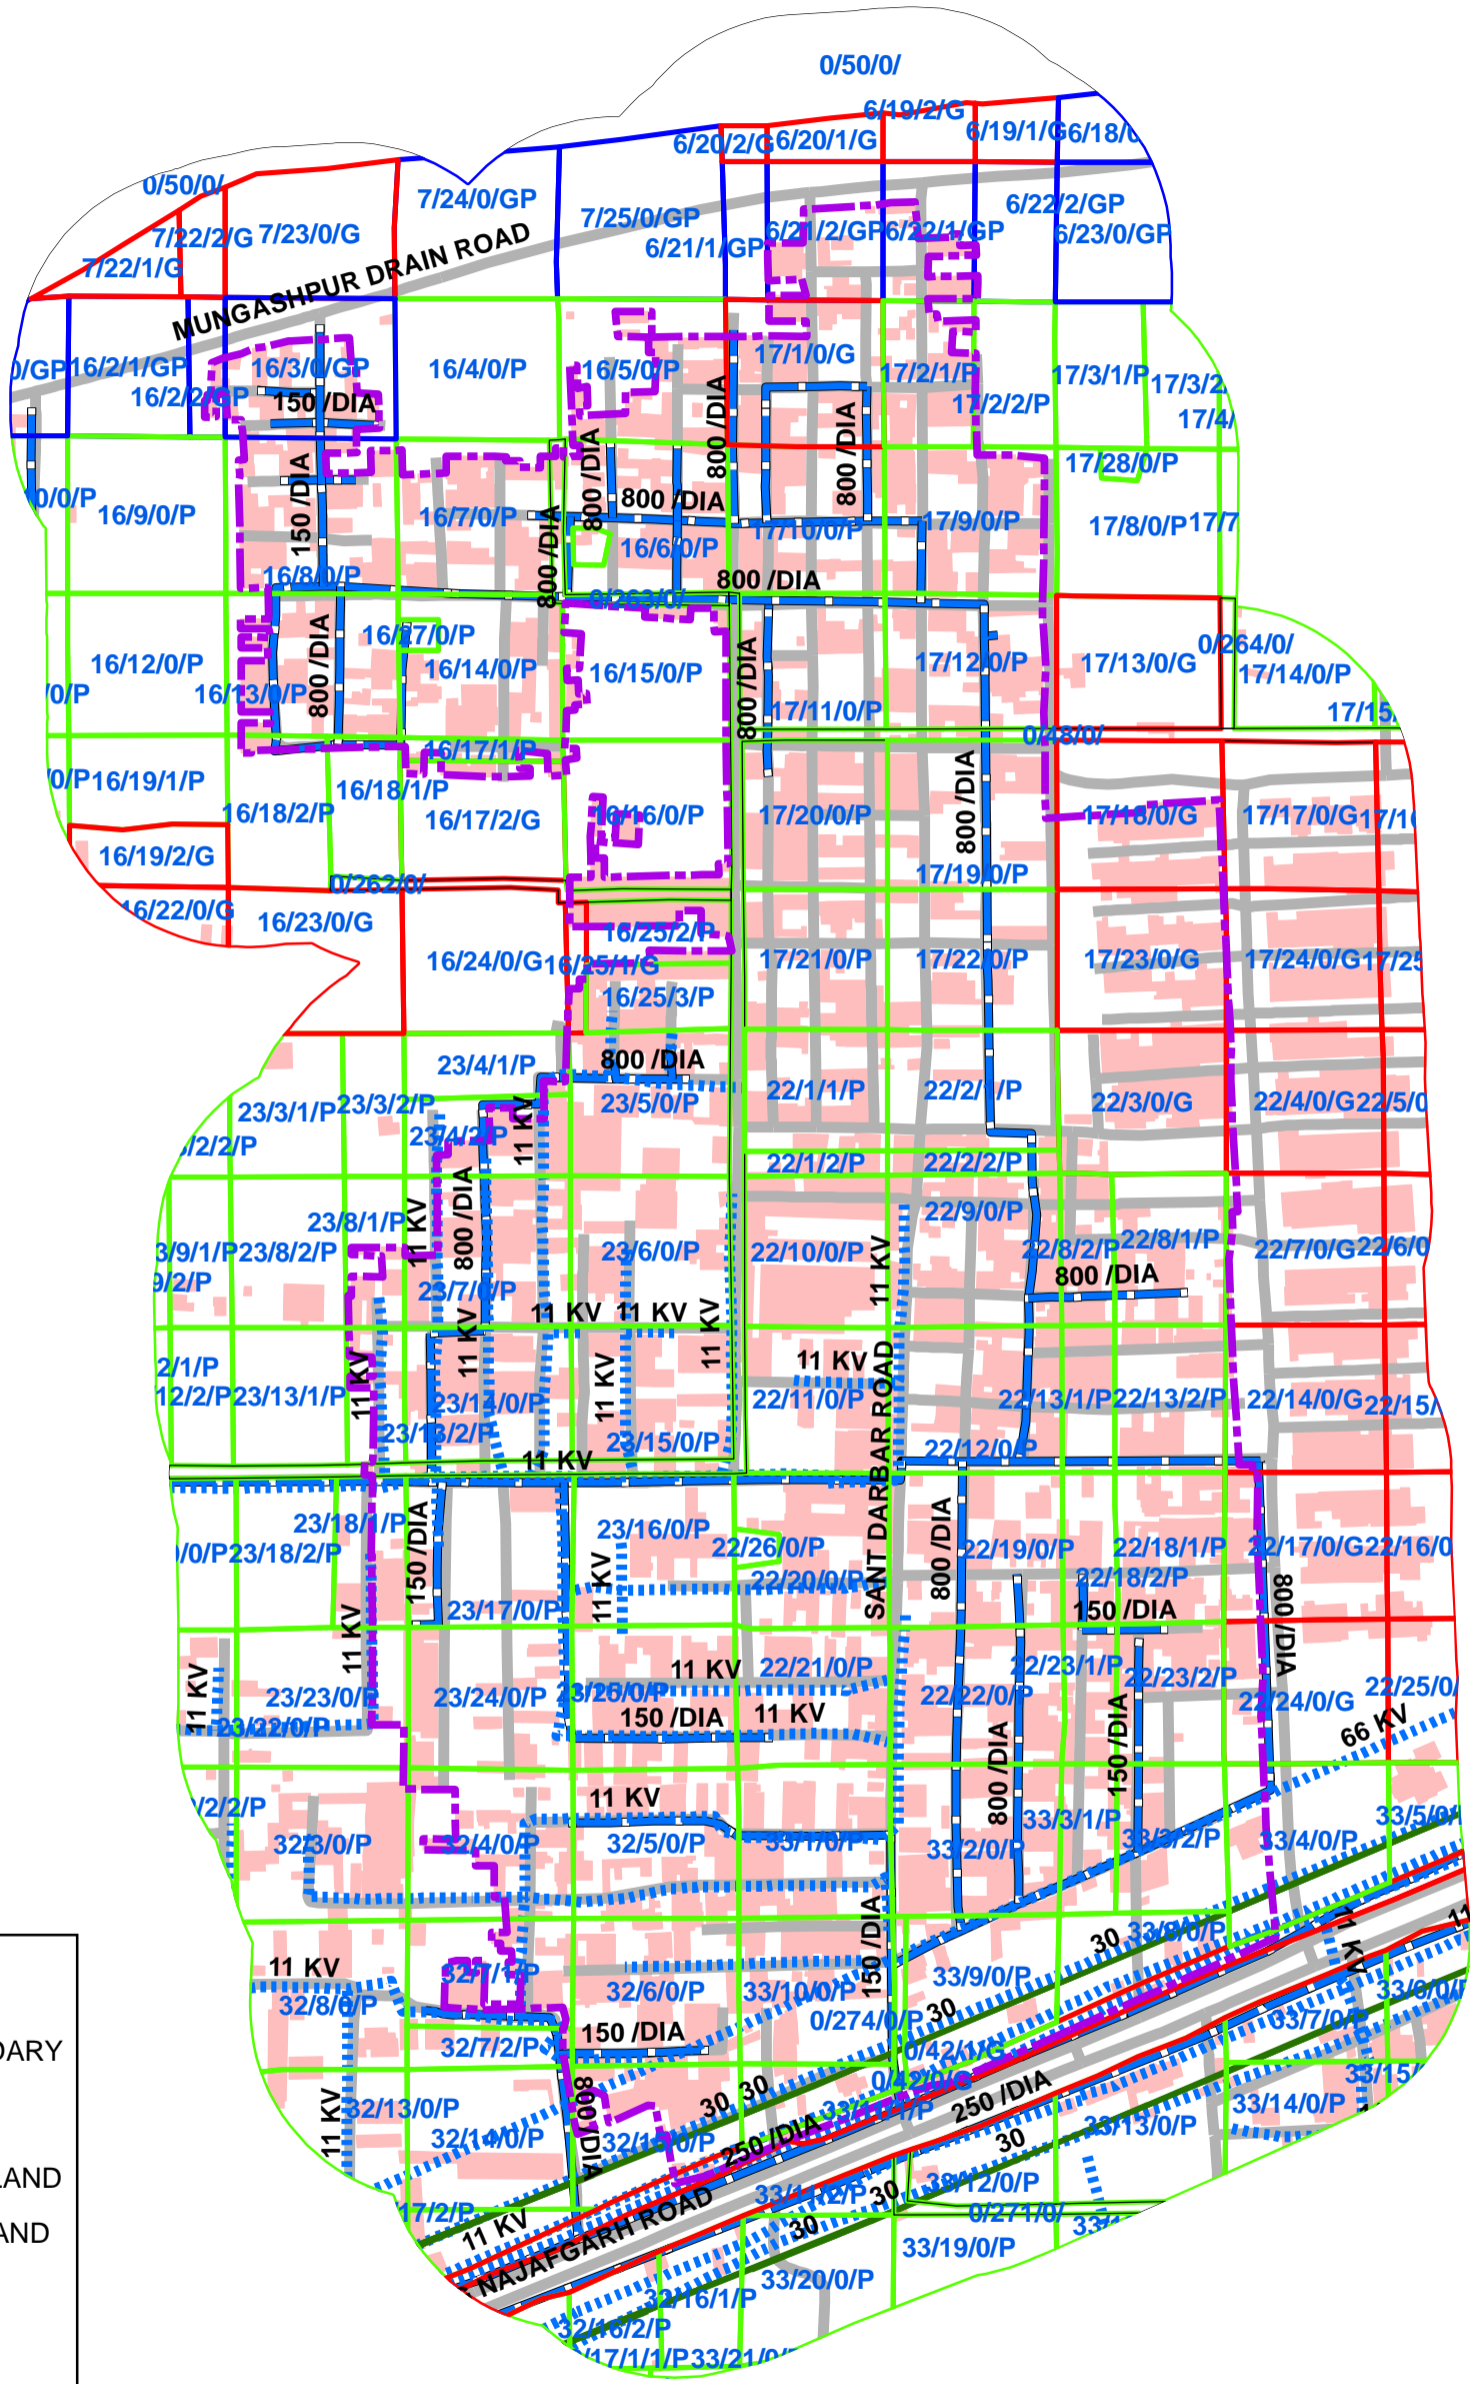 0/50/0/
6/19/2/G
6/20/2/G
6/20/1/G
6/19/1/G
0/50/0/
7/24/0/GP
7/25/0/GP
6/22/2/GP
7/22/2/G
7/23/0/G
6/21/1/GP
6/21/2/GP
6/22/1/GP
6/23/0/GP
7/22/1/G
MUNGASHPUR DRAIN ROAD
16/2/1/GP
16/2/2/GP
16/3/0/GP
16/4/0/P
16/5/0/P
17/1/0/G
17/2/1/P
17/3/1/P
150 /DIA
17/2/2/P
800 /DIA
800 /DIA
17/28/0/P
16/9/0/P
150 /DIA
16/7/0/P
800 /DIA
800 /DIA
17/10/0/P
17/9/0/P
17/8/0/P
16/6/0/P
800 /DIA
16/8/0/P
800 /DIA
0/263/0/
16/12/0/P
16/27/0/P
16/14/0/P
16/15/0/P
17/12/0/P
17/13/0/G
0/264/0/
17/14/0/P
16/13/0/P
800 /DIA
800 /DIA
17/11/0/P
0/48/0/
16/19/1/P
16/17/1/P
16/18/1/P
16/18/2/P
16/17/2/G
16/16/0/P
17/20/0/P
800 /DIA
17/18/0/G
17/17/0/G
16/19/2/G
0/262/0/
17/19/0/P
16/22/0/G
16/23/0/G
16/24/0/G
16/25/2/P
16/25/1/G
16/25/3/P
17/21/0/P
17/22/0/P
17/23/0/G
17/24/0/G
23/4/1/P
800 /DIA
23/3/1/P
23/3/2/P
23/5/0/P
22/1/1/P
22/2/1/P
22/3/0/G
22/4/0/G
23/4/2/P
11 KV
22/1/2/P
22/2/2/P
23/8/1/P
11 KV
800 /DIA
22/9/0/P
23/8/2/P
23/6/0/P
22/10/0/P
11 KV
22/8/2/P
22/8/1/P
22/7/0/G
23/7/0/P
800 /DIA
11 KV
11 KV
11 KV
11 KV
11 KV
23/13/1/P
11 KV
23/14/0/P
11 KV
22/11/0/P
22/13/1/P
22/13/2/P
22/14/0/G
23/13/2/P
23/15/0/P
22/12/0/P
11 KV
SANT DARBAR ROAD
23/18/1/P
23/18/2/P
150 /DIA
23/16/0/P
22/26/0/P
800 /DIA
22/19/0/P
22/18/1/P
22/17/0/G
11 KV
22/20/0/P
22/18/2/P
23/17/0/P
150 /DIA
800 /DIA
11 KV
11 KV
23/23/0/P
23/22/0/P
23/24/0/P
23/25/0/P
11 KV
22/21/0/P
22/23/1/P
22/23/2/P
22/22/0/P
22/24/0/G
150 /DIA
11 KV
66 KV
800 /DIA
150 /DIA
11 KV
32/3/0/P
32/4/0/P
32/5/0/P
33/1/0/P
33/2/0/P
33/3/1/P
33/3/2/P
33/4/0/P
150 /DIA
30
33/8/0/P
11 KV
11 KV
32/7/1/P
32/8/0/P
32/6/0/P
33/10/0/P
33/9/0/P
0/274/0/P
30
33/7/0/P
150 /DIA
32/7/2/P
0/42/1/G
0/42/0/G
30
30
250 /DIA
11 KV
32/13/0/P
800 /DIA
33/14/0/P
33/13/0/P
32/14/0/P
250 /DIA
30
33/12/0/P
33/11/2/P
30
0/271/0/
11 KV
NAJAFGARH ROAD
30
33/19/0/P
33/20/0/P
32/16/1/P
32/16/2/P